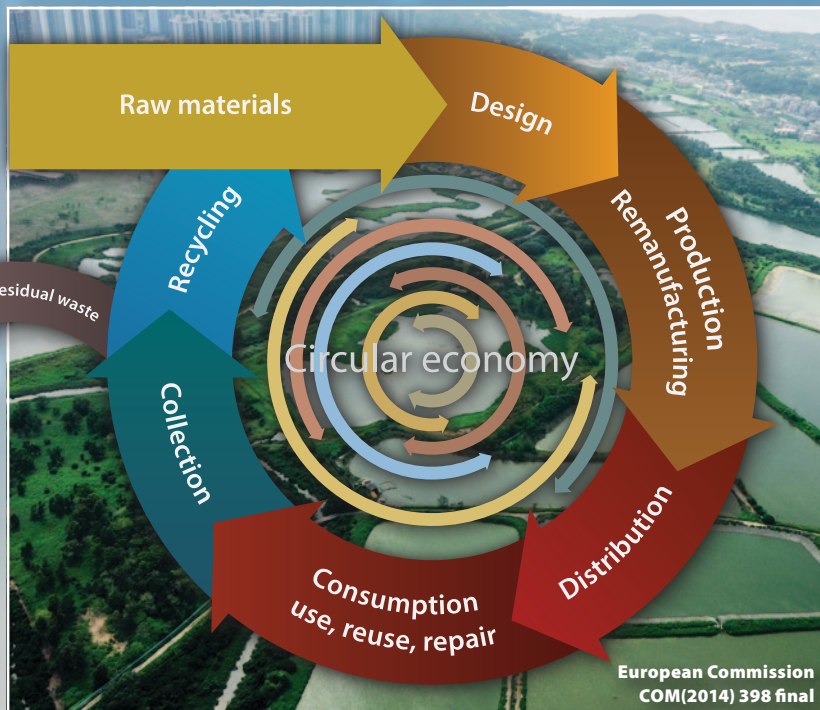 Raw materials
Design
Production
Remanufacturing
Distribution
Consumption
use, reuse, repair
Collection
Recycling
esidual waste
Circular economy
European Commission
COM(2014) 398 final